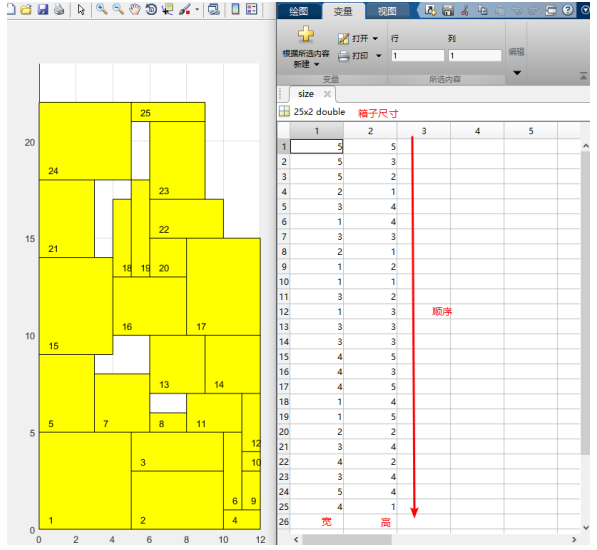 绘图 变量 视图
根据所选内容
新建
打开
打印
行 列
1 1
编辑
变量 所选内容
size
25x2 double 箱子尺寸
1 2 3 4 5
1 5 5
2 5 3
3 5 2
4 2 1
5 3 4
6 1 4
7 3 3
8 2 1
9 1 2
10 1 1
11 3 2
12 1 3 顺序
13 3 3
14 3 3
15 4 5
16 4 3
17 4 5
18 1 4
19 1 5
20 2 2
21 3 4
22 4 2
23 3 4
24 5 4
25 4 1
26 宽 高
20
15
10
5
0
0 2 4 6 8 10 12
25
24
23
22
21
18 19 20
16 17
15
13 14
5 7 8 11
12
3 10
6 9
1 2 4